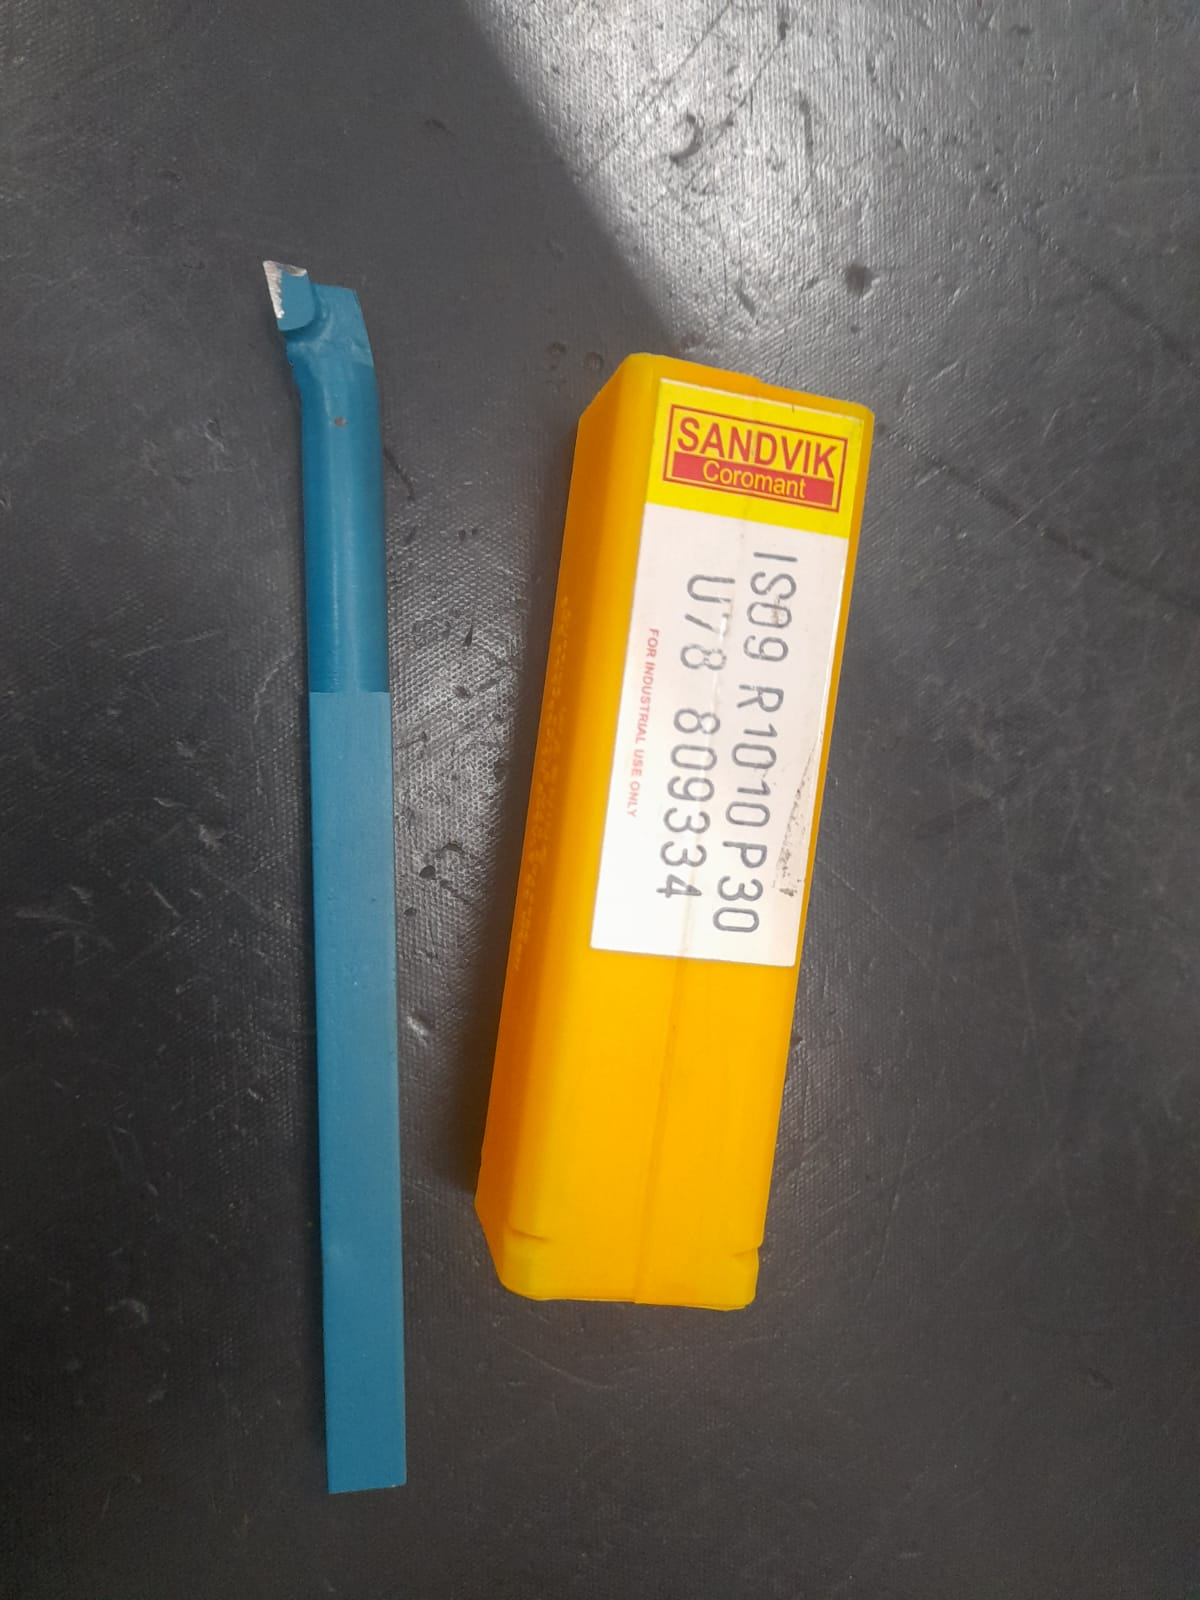 SANDVIK
Coromant
ISO9 R1010 P30
U78 809334
FOR INDUSTRIAL USE ONLY